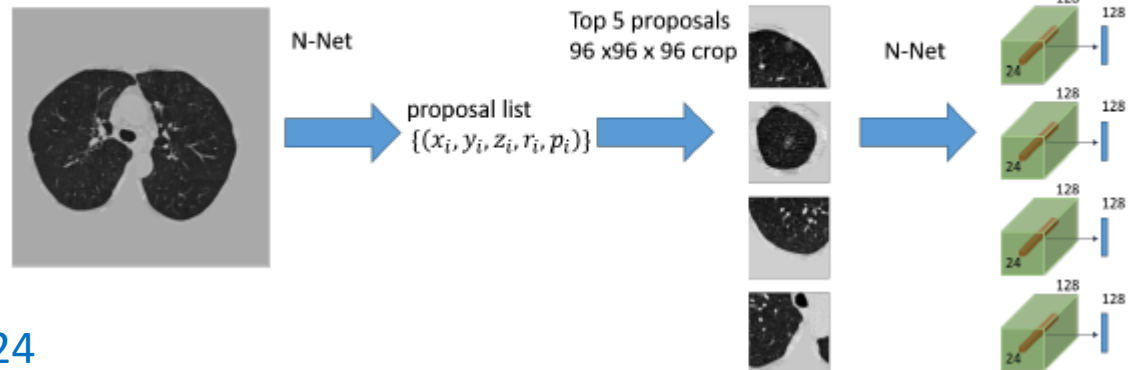 N-Net
proposal list
{(x_i, y_i, z_i, r_i, p_i)}
Top 5 proposals
96 x96 x 96 crop
N-Net
128
128
24
128
128
24
128
128
24
128
128
24
24